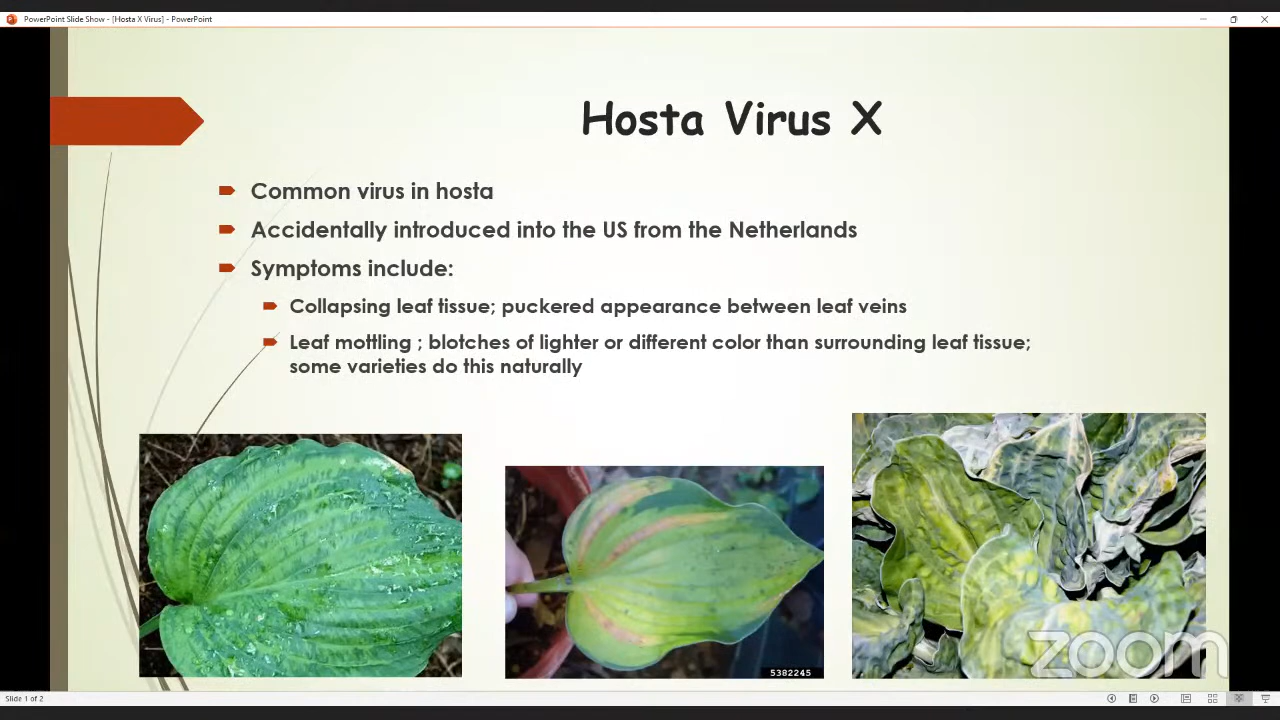 PowerPoint Slide Show - [Hosta X Virus] - PowerPoint
Hosta Virus X
Common virus in hosta
Accidentally introduced into the US from the Netherlands
Symptoms include:
Collapsing leaf tissue; puckered appearance between leaf veins
Leaf mottling ; blotches of lighter or different color than surrounding leaf tissue;
some varieties do this naturally
5382245
zoom
Slide 1 of 2